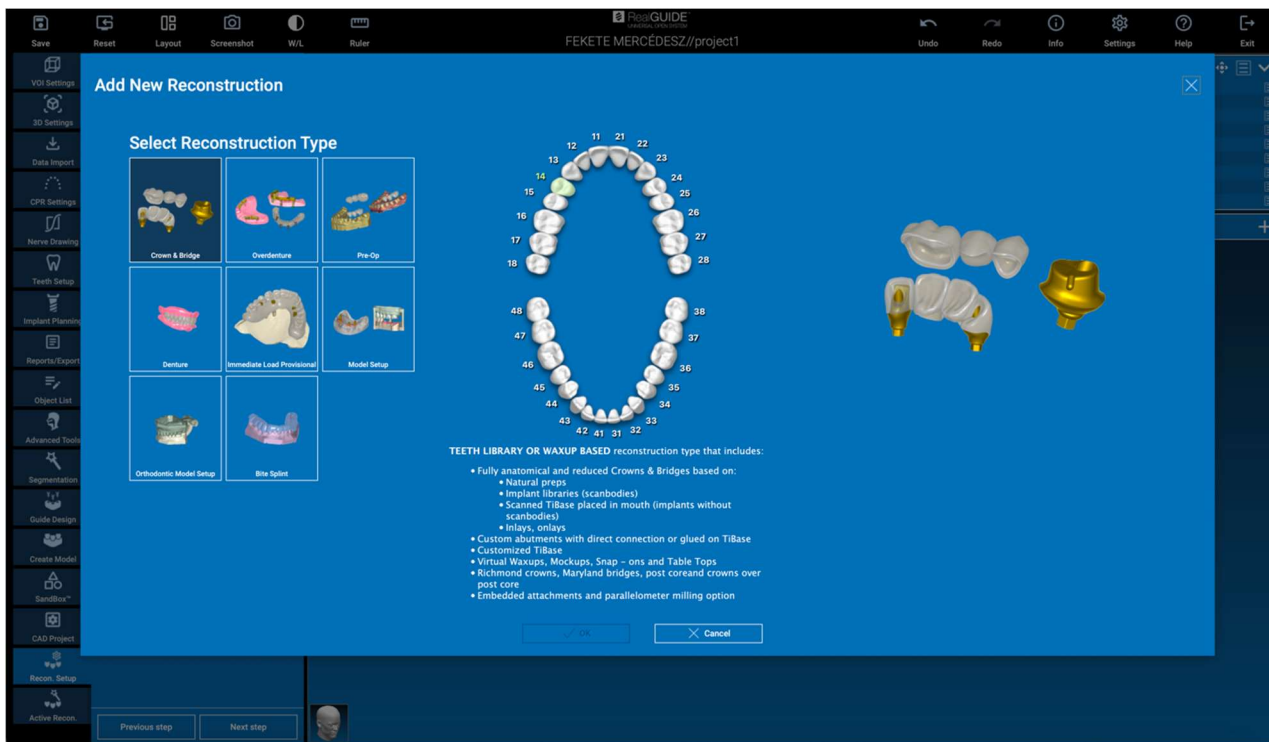 RealGUIDE™
UNIVERSAL OPEN SYSTEM
Save
Reset
Layout
Screenshot
W/L
Ruler
FEKETE MERCÉDESZ//project1
Undo
Redo
Info
Settings
Help
Exit
VOI Settings
3D Settings
Data Import
CPR Settings
Nerve Drawing
Teeth Setup
Implant Planning
Reports/Export
Object List
Advanced Tools
Segmentation
Guide Design
Create Model
SandBox™
CAD Project
Recon. Setup
Active Recon.
Add New Reconstruction
Select Reconstruction Type
Crown & Bridge
Overdenture
Pre-Op
Denture
Immediate Load Provisional
Model Setup
Orthodontic Model Setup
Bite Splint
11 21
12 22
13 23
14 24
15 25
16 26
17 27
18 28
48 38
47 37
46 36
45 35
44 34
43 33
42 41 31 32
TEETH LIBRARY OR WAXUP BASED reconstruction type that includes:
• Fully anatomical and reduced Crowns & Bridges based on:
• Natural preps
• Implant libraries (scanbodies)
• Scanned TiBase placed in mouth (implants without
scanbodies)
• Inlays, onlays
• Custom abutments with direct connection or glued on TiBase
• Customized TiBase
• Virtual Waxups, Mockups, Snap – ons and Table Tops
• Richmond crowns, Maryland bridges, post coreand crowns over
post core
• Embedded attachments and parallelometer milling option
OK
Cancel
Previous step
Next step